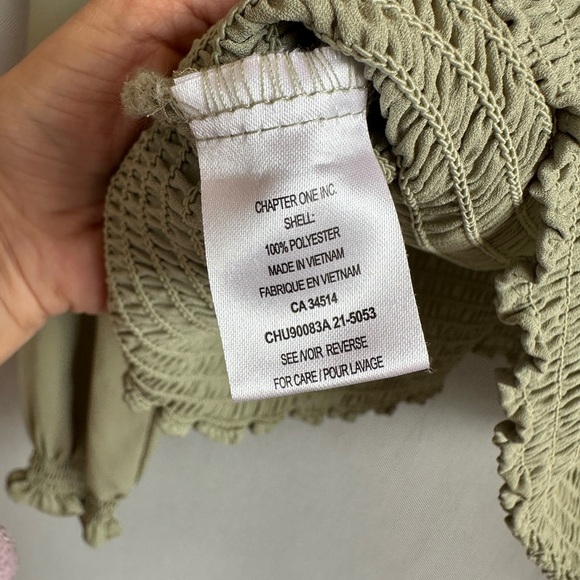 CHAPTER ONE INC.
SHELL:
100% POLYESTER
MADE IN VIETNAM
FABRIQUE EN VIETNAM
CA 34514
CHU90083A 21-5053
SEE /VOIR REVERSE
FOR CARE / POUR LAVAGE